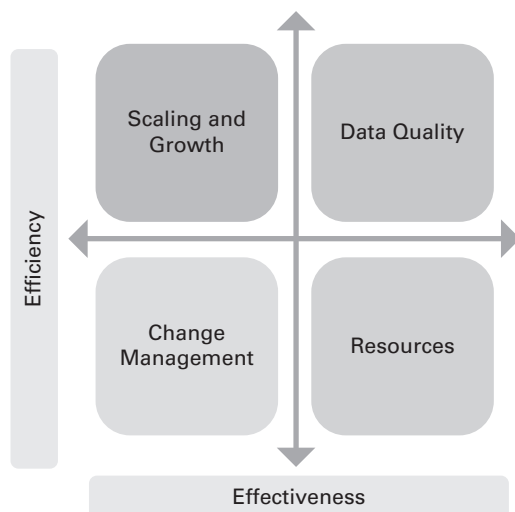 Scaling and
Growth
Data Quality
Efficiency
Change
Management
Resources
Effectiveness